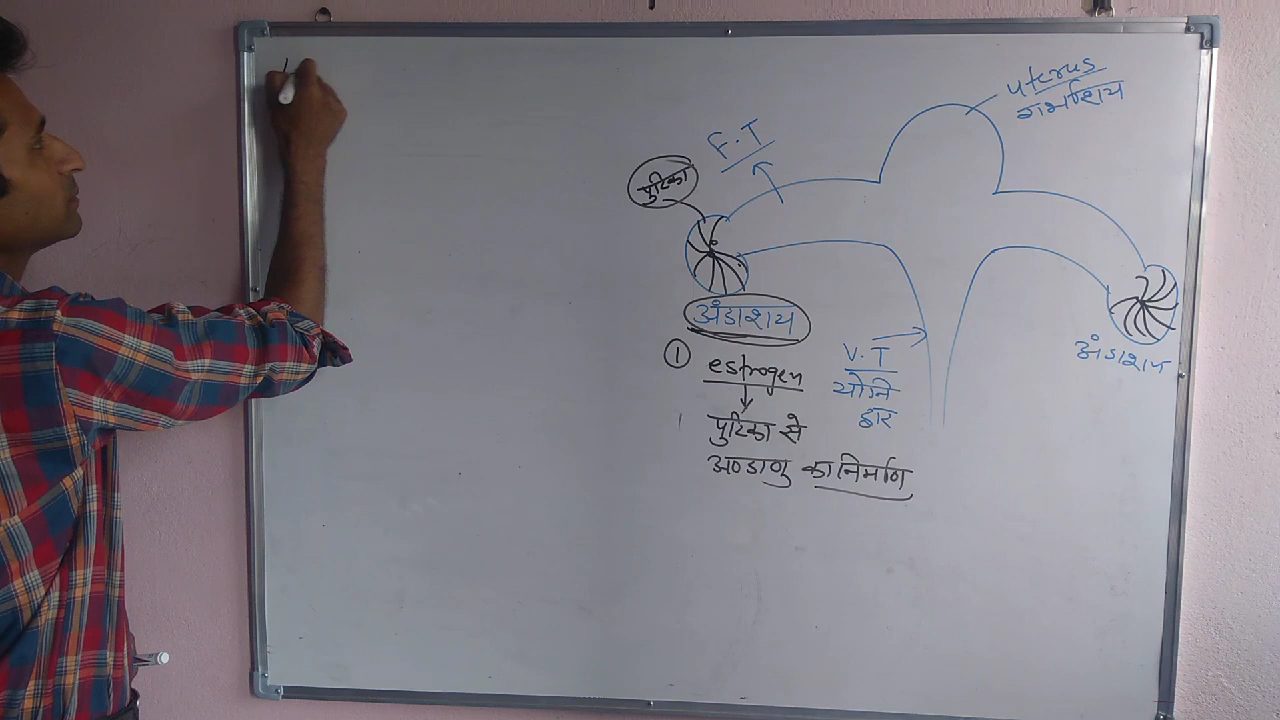 uterus
गर्भाशय
F.T
पुटिका
अंडाशय
① estrogen
पुटिका से
अण्डाणु का निर्माण
V.T
योनि
द्वार
अंडाशय